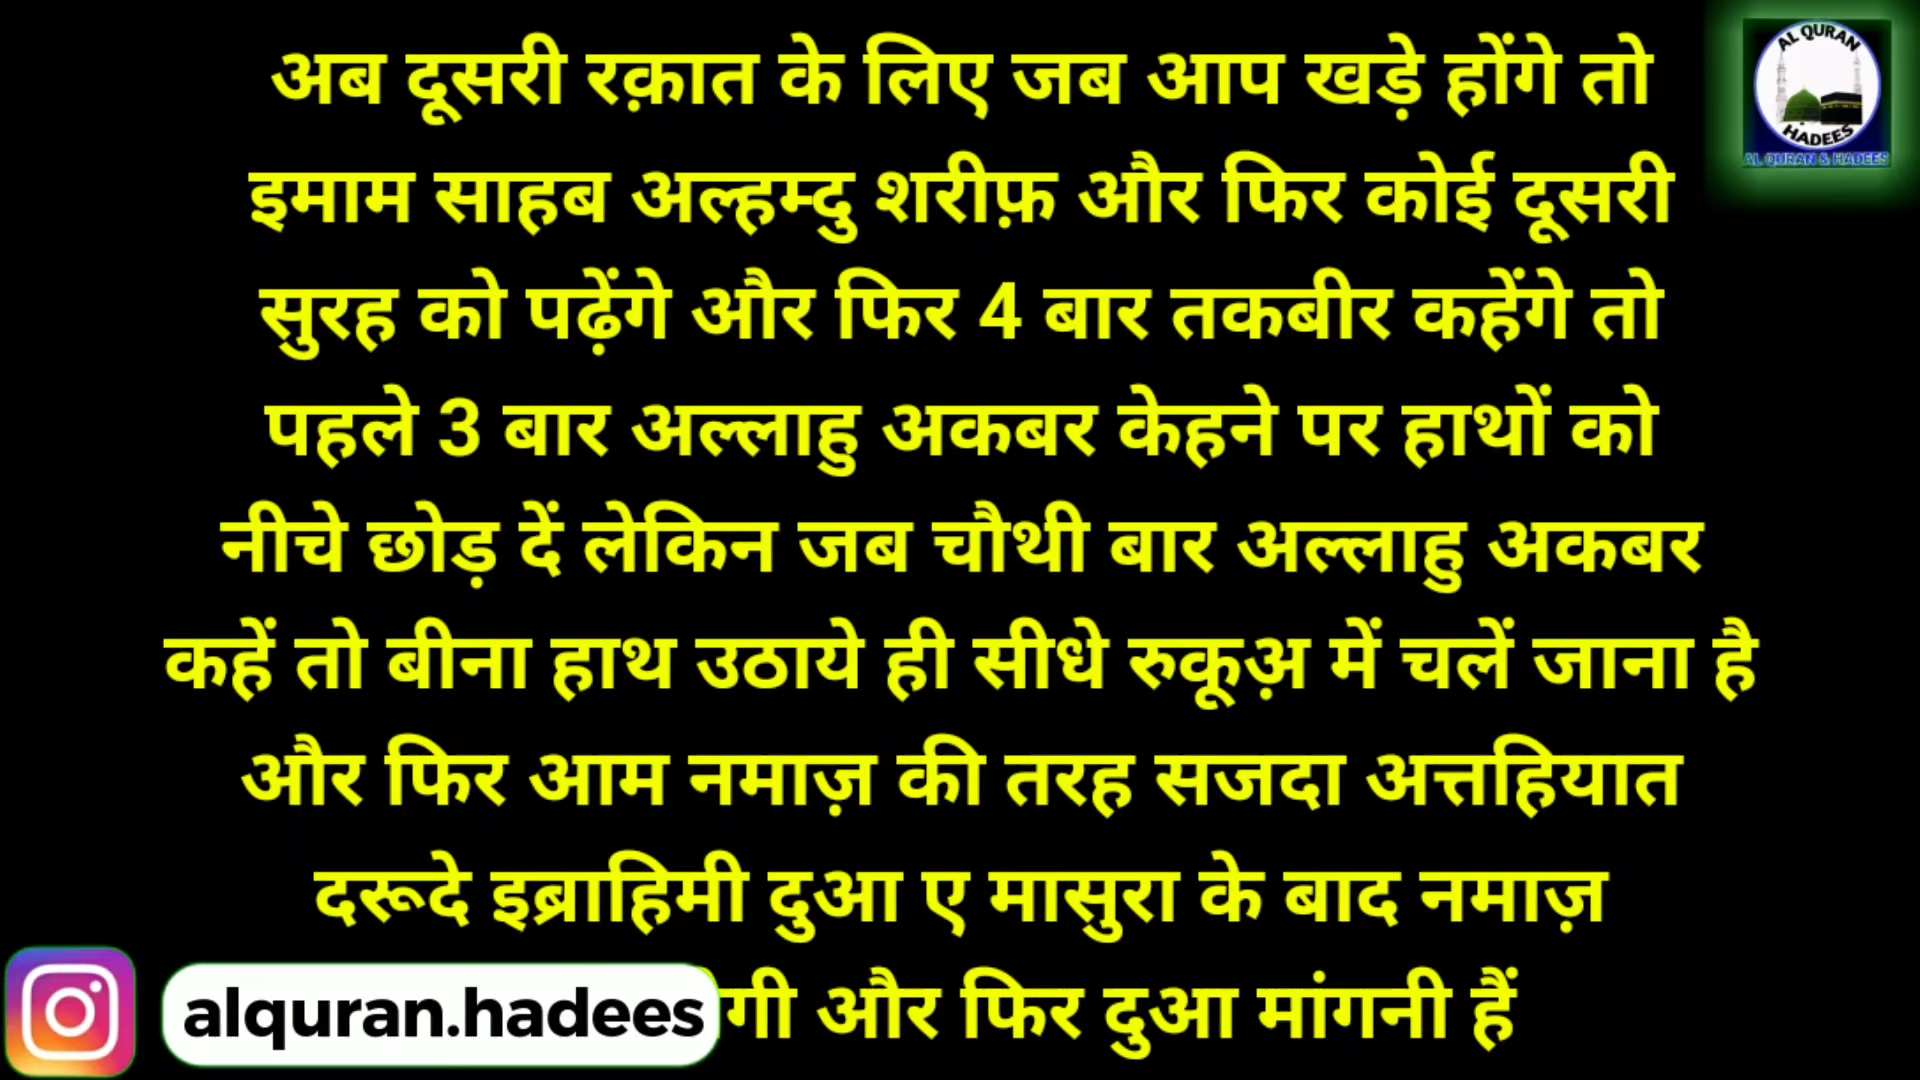 अब दूसरी रक़ात के लिए जब आप खड़े होंगे तो
इमाम साहब अल्हम्दु शरीफ़ और फिर कोई दूसरी
सुरह को पढ़ेंगे और फिर 4 बार तकबीर कहेंगे तो
पहले 3 बार अल्लाहु अकबर केहने पर हाथों को
नीचे छोड़ दें लेकिन जब चौथी बार अल्लाहु अकबर
कहें तो बीना हाथ उठाये ही सीधे रुकूअ़ में चलें जाना है
और फिर आम नमाज़ की तरह सजदा अत्तहियात
दरूदे इब्राहिमी दुआ ए मासुरा के बाद नमाज़
और फिर दुआ मांगनी हैं
alquran.hadees
AL QURAN
HADEES
AL QURAN & HADEES